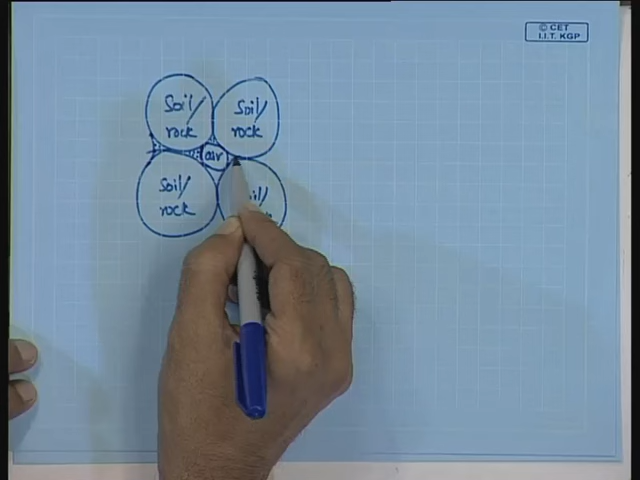 © CET
I.I.T. KGP
Soil/
rock
Soil/
rock
air
Soil/
rock